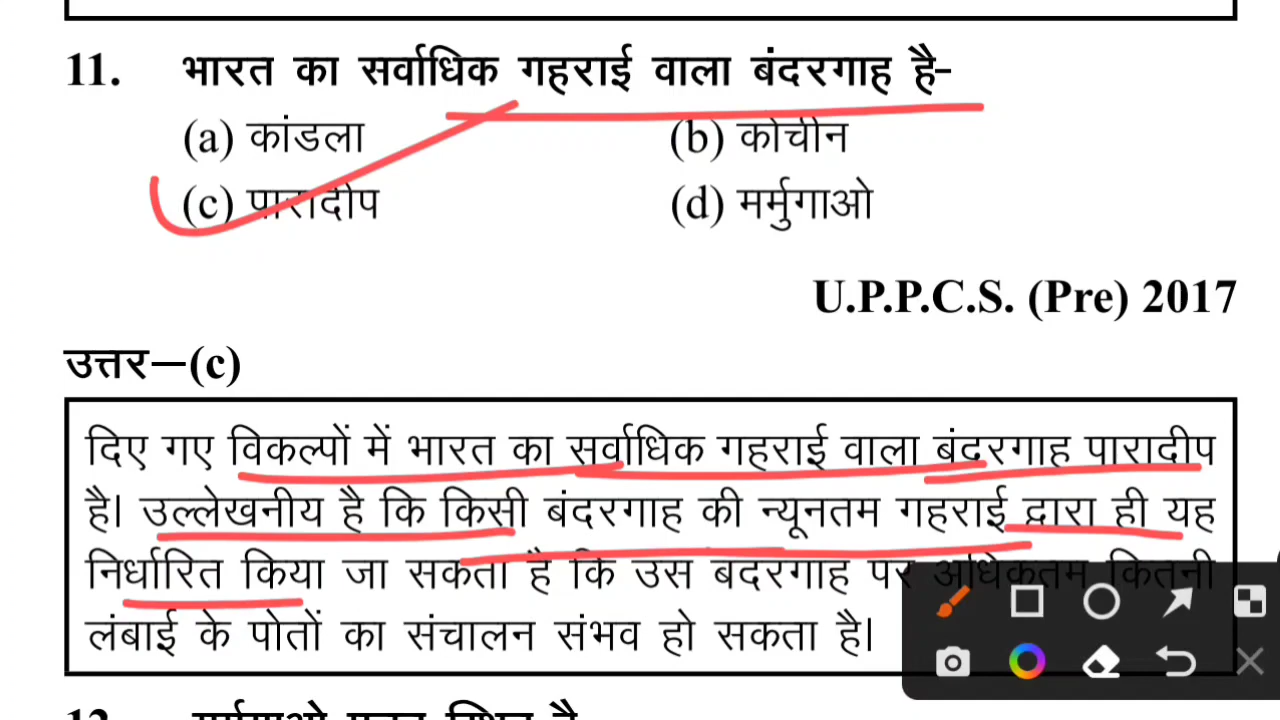 11. भारत का सर्वाधिक गहराई वाला बंदरगाह है-
(a) कांडला (b) कोचीन
(c) पारादीप (d) मर्मुगाओ
U.P.P.C.S. (Pre) 2017
उत्तर—(c)
दिए गए विकल्पों में भारत का सर्वाधिक गहराई वाला बंदरगाह पारादीप
है। उल्लेखनीय है कि किसी बंदरगाह की न्यूनतम गहराई द्वारा ही यह
निर्धारित किया जा सकता है कि उस बंदरगाह पर अधिकतम कितनी
लंबाई के पोतों का संचालन संभव हो सकता है।